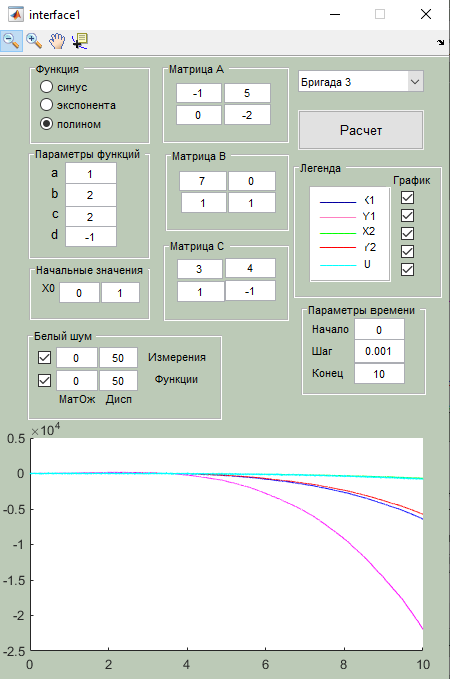 interface1
Функция
синус
экспонента
полином
Параметры функций
a 1
b 2
c 2
d -1
Начальные значения
X0 0 1
Белый шум
0 50 Измерения
0 50 Функции
МатОж Дисп
Матрица А
-1 5
0 -2
Матрица В
7 0
1 1
Матрица С
3 4
1 -1
Бригада 3
Расчет
Легенда
График
X1
Y1
X2
Y2
U
Параметры времени
Начало 0
Шаг 0.001
Конец 10
×10⁴
0.5
0
-0.5
-1
-1.5
-2
-2.5
0 2 4 6 8 10